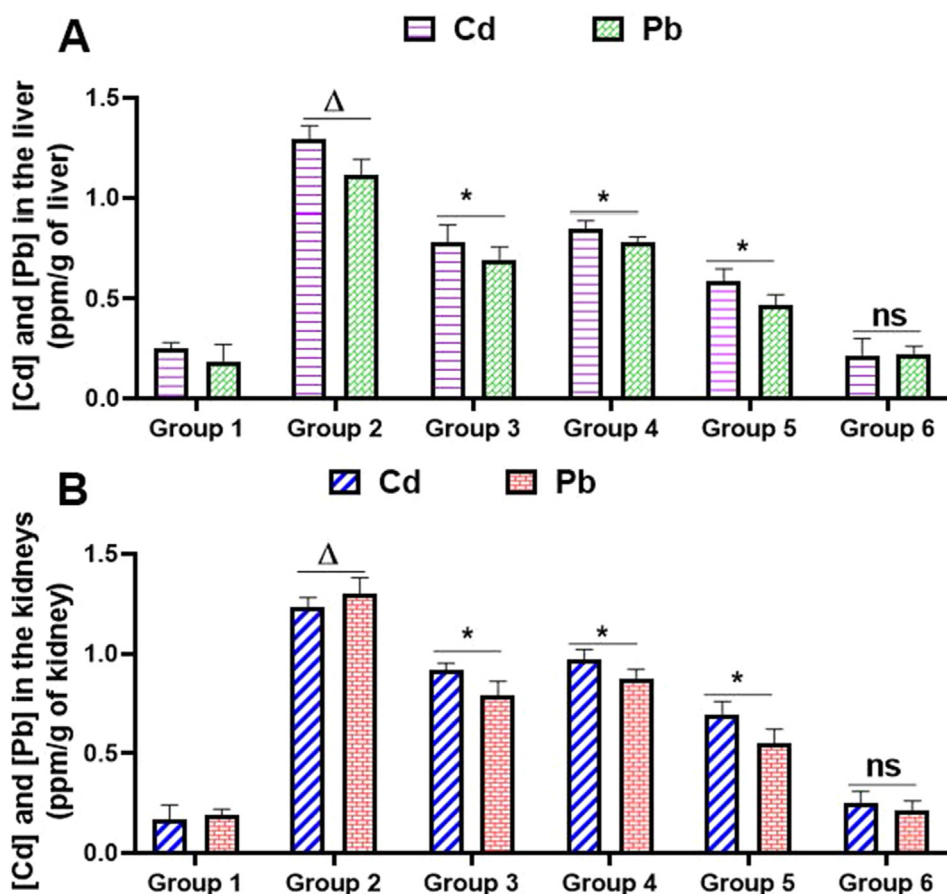 A
Cd Pb
[Cd] and [Pb] in the liver
(ppm/g of liver)
1.5
1.0
0.5
0.0
Δ
*
*
*
ns
Group 1 Group 2 Group 3 Group 4 Group 5 Group 6
B
Cd Pb
[Cd] and [Pb] in the kidneys
(ppm/g of kidney)
1.5
1.0
0.5
0.0
Δ
*
*
*
ns
Group 1 Group 2 Group 3 Group 4 Group 5 Group 6